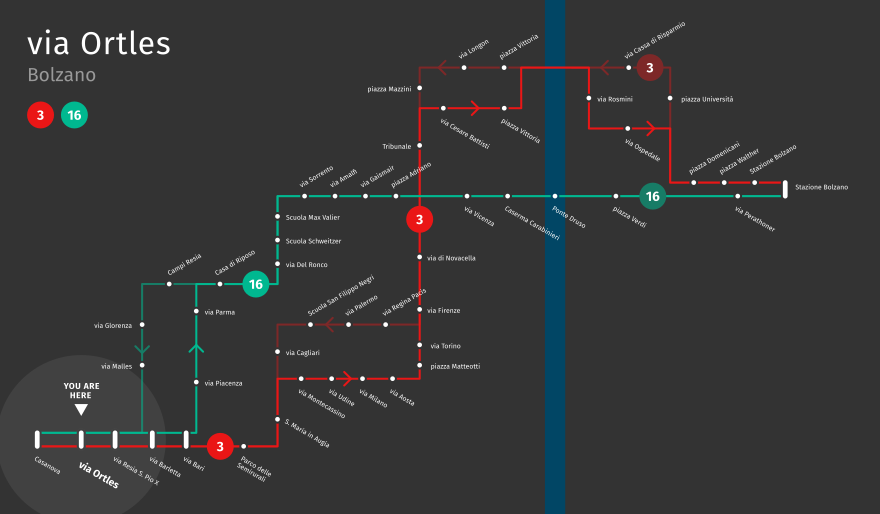 via Ortles
Bolzano
3
16
via Longon
piazza Vittoria
via Cassa di Risparmio
3
piazza Mazzini
via Rosmini
piazza Università
via Cesare Battisti
piazza Vittoria
Tribunale
via Ospedale
piazza Domenicani
piazza Walther
Stazione Bolzano
via Sorrento
via Amalfi
via Gaismair
piazza Adriano
Stazione Bolzano
16
Scuola Max Valier
3
via Vicenza
Caserma Carabinieri
Ponte Druso
piazza Verdi
via Perathoner
Scuola Schweitzer
via Del Ronco
via di Novacella
Campi Resia
Casa di Riposo
16
Scuola San Filippo Negri
via Palermo
via Regina Pacis
via Glorenza
via Parma
via Firenze
via Cagliari
via Torino
via Malles
piazza Matteotti
via Piacenza
YOU ARE
HERE
via Montecassino
via Udine
via Milano
via Aosta
S. Maria in Augia
3
Casanova
via Ortles
via Resia S. Pio X
via Barletta
via Bari
Parco delle
Semirurali